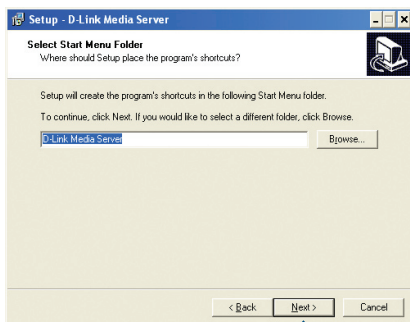 Setup - D-Link Media Server
Select Start Menu Folder
Where should Setup place the program's shortcuts?
Setup will create the program's shortcuts in the following Start Menu folder.
To continue, click Next. If you would like to select a different folder, click Browse.
D-Link Media Server
Browse...
< Back
Next >
Cancel